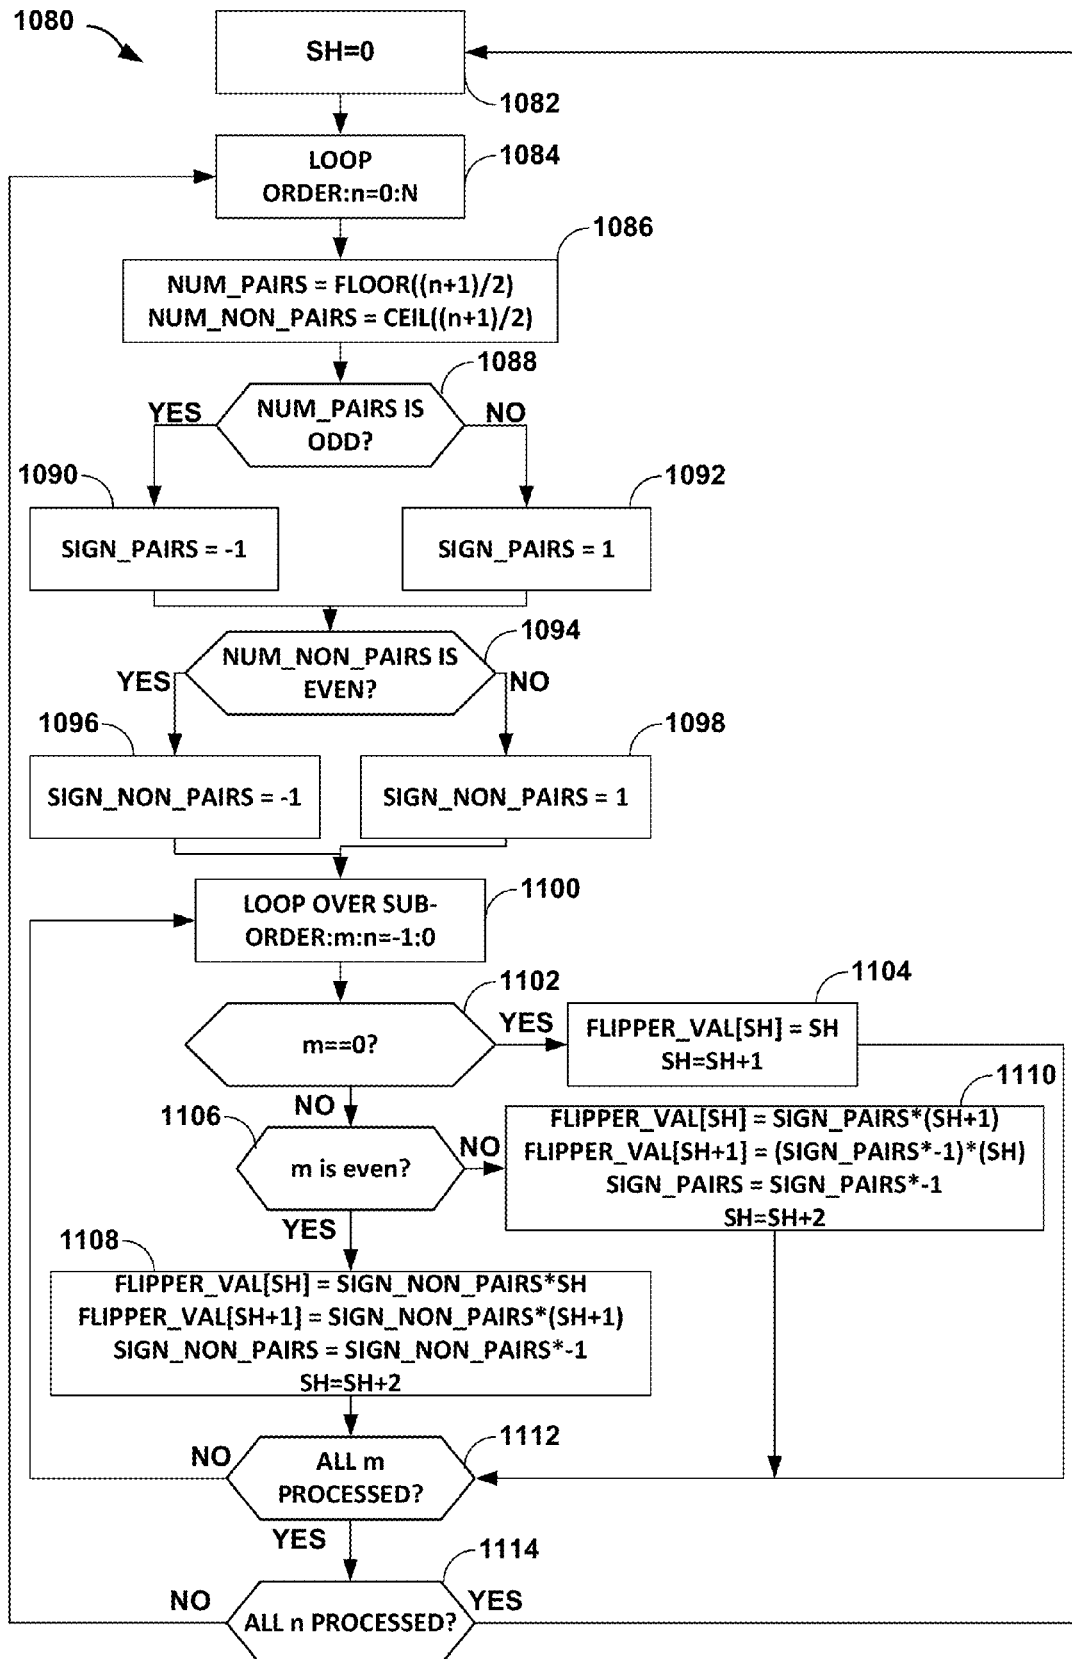 1080
SH=0
1082
LOOP
ORDER:n=0:N
1084
1086
NUM_PAIRS = FLOOR((n+1)/2)
NUM_NON_PAIRS = CEIL((n+1)/2)
1088
YES
NUM_PAIRS IS
ODD?
NO
1090
1092
SIGN_PAIRS = -1
SIGN_PAIRS = 1
1094
NUM_NON_PAIRS IS
EVEN?
YES
NO
1096
1098
SIGN_NON_PAIRS = -1
SIGN_NON_PAIRS = 1
1100
LOOP OVER SUB-
ORDER:m:n=-1:0
1102
m==0?
YES
1104
FLIPPER_VAL[SH] = SH
SH=SH+1
NO
1106
m is even?
NO
1110
FLIPPER_VAL[SH] = SIGN_PAIRS*(SH+1)
FLIPPER_VAL[SH+1] = (SIGN_PAIRS*-1)*(SH)
SIGN_PAIRS = SIGN_PAIRS*-1
SH=SH+2
YES
1108
FLIPPER_VAL[SH] = SIGN_NON_PAIRS*SH
FLIPPER_VAL[SH+1] = SIGN_NON_PAIRS*(SH+1)
SIGN_NON_PAIRS = SIGN_NON_PAIRS*-1
SH=SH+2
1112
NO
ALL m
PROCESSED?
YES
1114
NO
ALL n PROCESSED?
YES